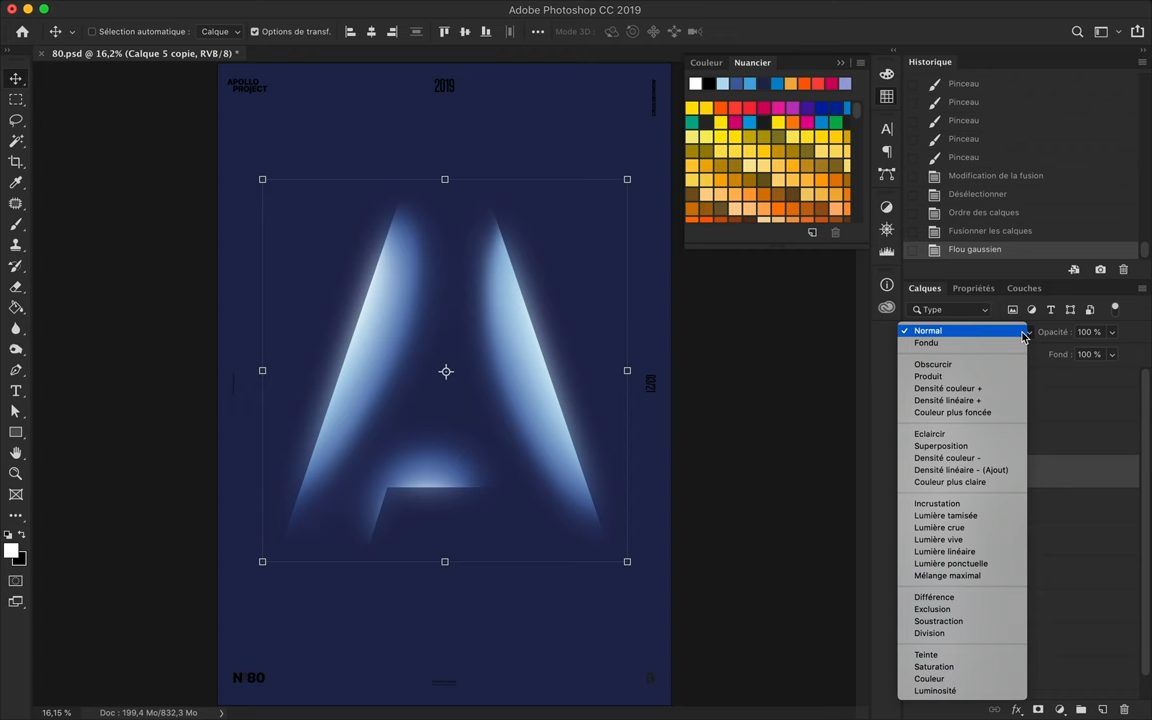 Adobe Photoshop CC 2019
Sélection automatique :
Calque
Options de transf.
Mode 3D :
80.psd @ 16,2% (Calque 5 copie, RVB/8) *
APOLLO
PROJECT
2019
N°80
Couleur
Nuancier
Historique
Pinceau
Pinceau
Pinceau
Pinceau
Pinceau
Modification de la fusion
Désélectionner
Ordre des calques
Fusionner les calques
Flou gaussien
Calques
Propriétés
Couches
Type
Opacité :
100 %
Fond :
100 %
Normal
Fondu
Obscurcir
Produit
Densité couleur +
Densité linéaire +
Couleur plus foncée
Eclaircir
Superposition
Densité couleur -
Densité linéaire - (Ajout)
Couleur plus claire
Incrustation
Lumière tamisée
Lumière crue
Lumière vive
Lumière linéaire
Lumière ponctuelle
Mélange maximal
Différence
Exclusion
Soustraction
Division
Teinte
Saturation
Couleur
Luminosité
16,15 %
Doc : 199,4 Mo/832,3 Mo